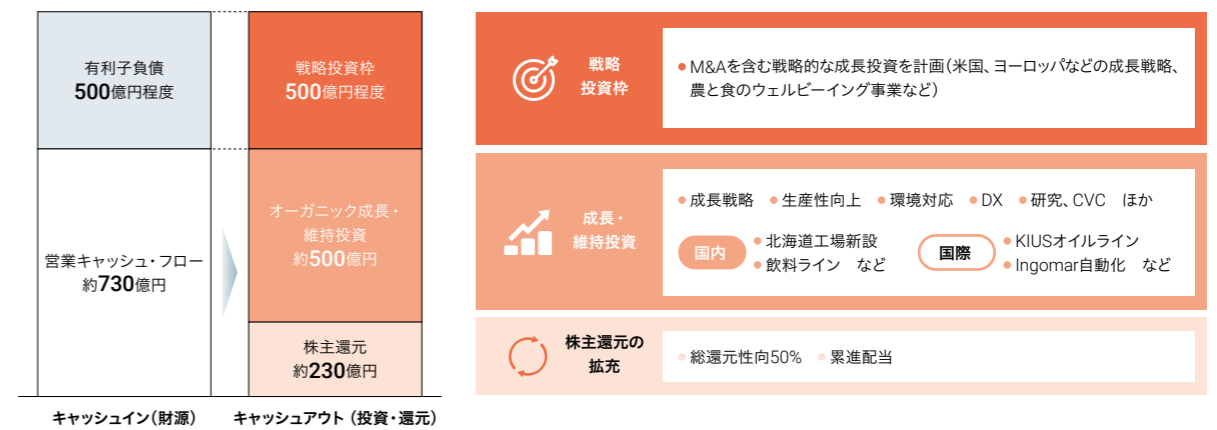 有利子負債
500億円程度
営業キャッシュ・フロー
約730億円
キャッシュイン（財源）
戦略投資枠
500億円程度
オーガニック成長・
維持投資
約500億円
株主還元
約230億円
キャッシュアウト（投資・還元）
戦略
投資枠
●M&Aを含む戦略的な成長投資を計画（米国、ヨーロッパなどの成長戦略、
農と食のウェルビーイング事業など）
成長・
維持投資
●成長戦略　●生産性向上　●環境対応　●DX　●研究、CVC　ほか
国内
●北海道工場新設
●飲料ライン　など
国際
●KIUSオイルライン
●Ingomar自動化　など
株主還元の
拡充
●総還元性向50%　●累進配当